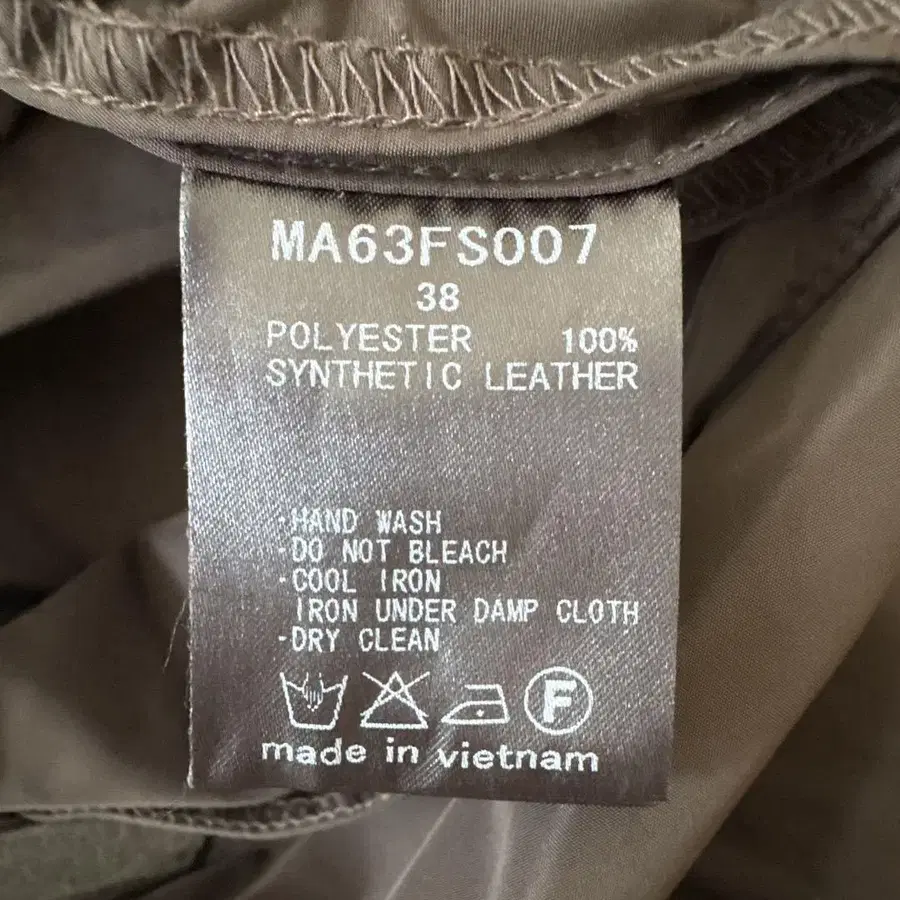 MA63FS007
38
POLYESTER 100%
SYNTHETIC LEATHER
·HAND WASH
·DO NOT BLEACH
·COOL IRON
IRON UNDER DAMP CLOTH
·DRY CLEAN
F
made in vietnam